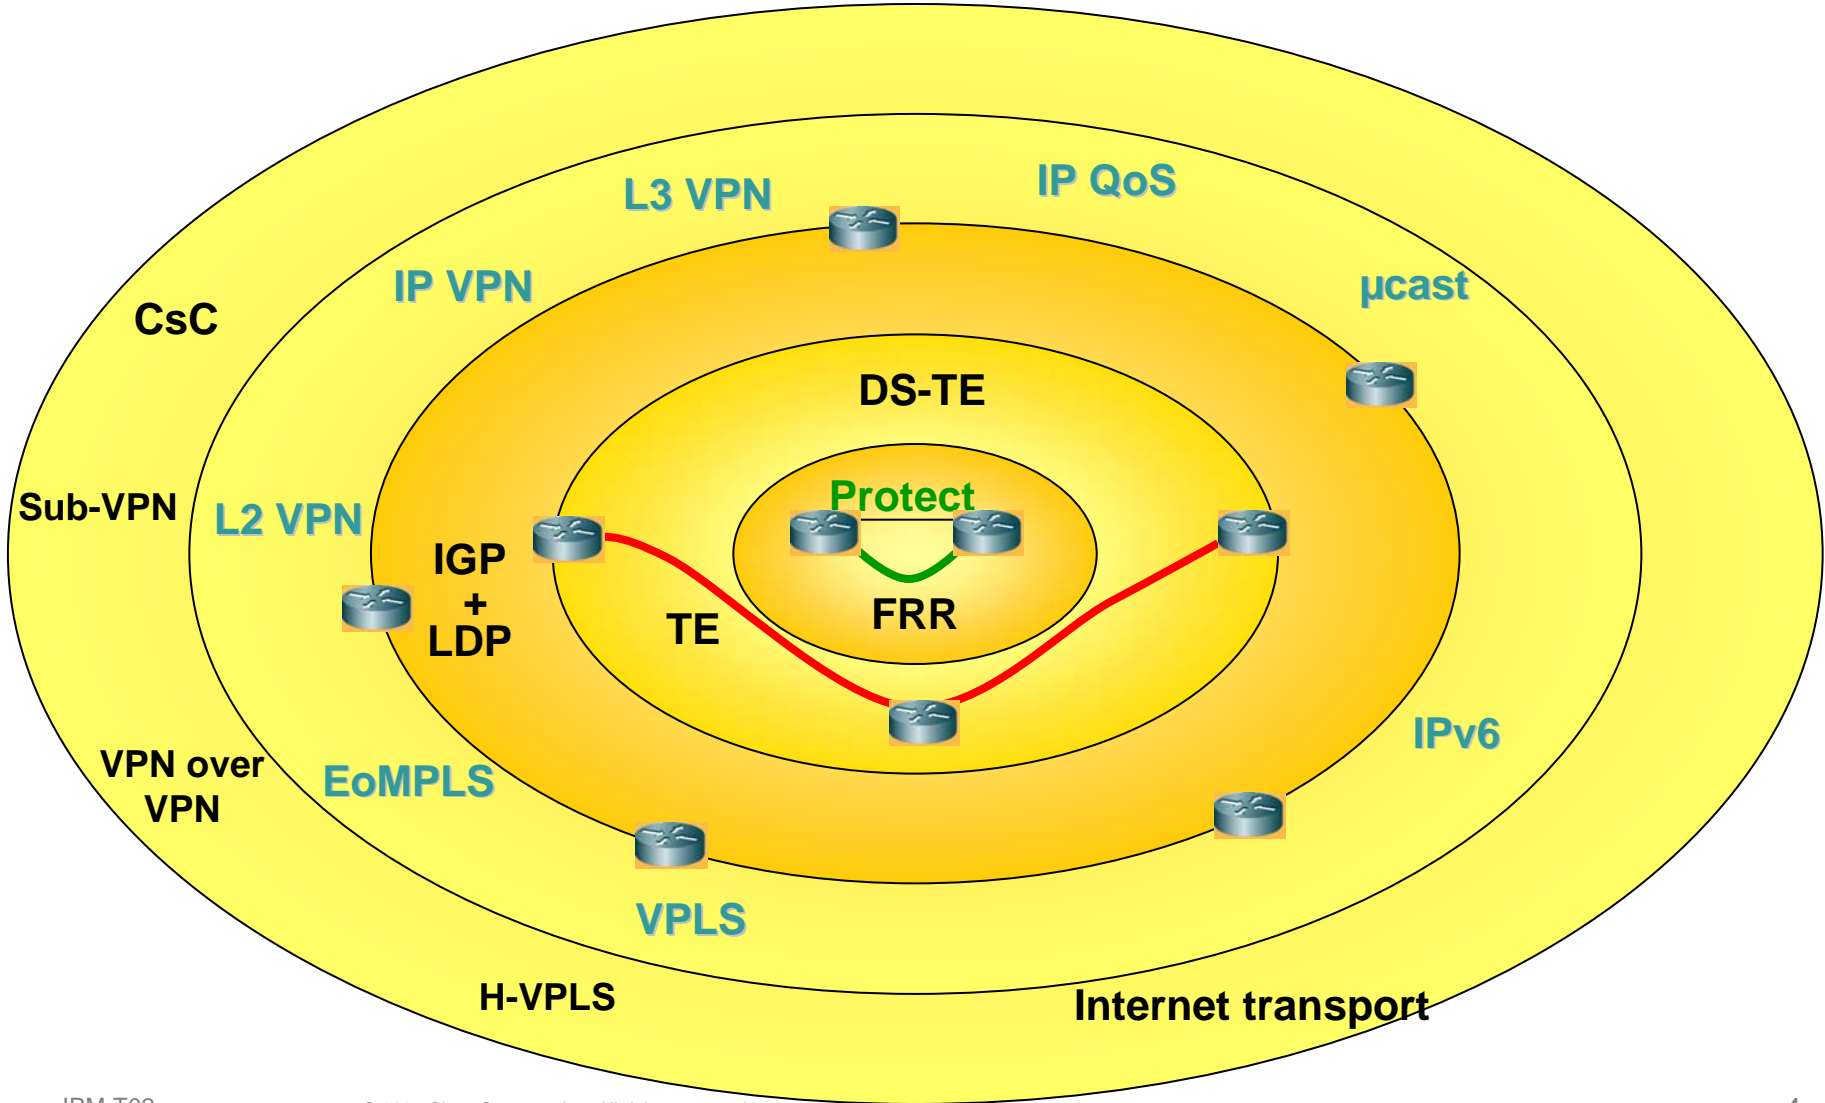 L3 VPN
IP QoS
IP VPN
µcast
CsC
DS-TE
Protect
Sub-VPN
L2 VPN
IGP
+
LDP
TE
FRR
IPv6
VPN over
VPN
EoMPLS
VPLS
H-VPLS
Internet transport